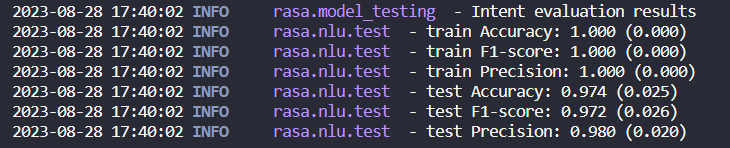 2023-08-28 17:40:02 INFO rasa.model_testing - Intent evaluation results
2023-08-28 17:40:02 INFO rasa.nlu.test - train Accuracy: 1.000 (0.000)
2023-08-28 17:40:02 INFO rasa.nlu.test - train F1-score: 1.000 (0.000)
2023-08-28 17:40:02 INFO rasa.nlu.test - train Precision: 1.000 (0.000)
2023-08-28 17:40:02 INFO rasa.nlu.test - test Accuracy: 0.974 (0.025)
2023-08-28 17:40:02 INFO rasa.nlu.test - test F1-score: 0.972 (0.026)
2023-08-28 17:40:02 INFO rasa.nlu.test - test Precision: 0.980 (0.020)